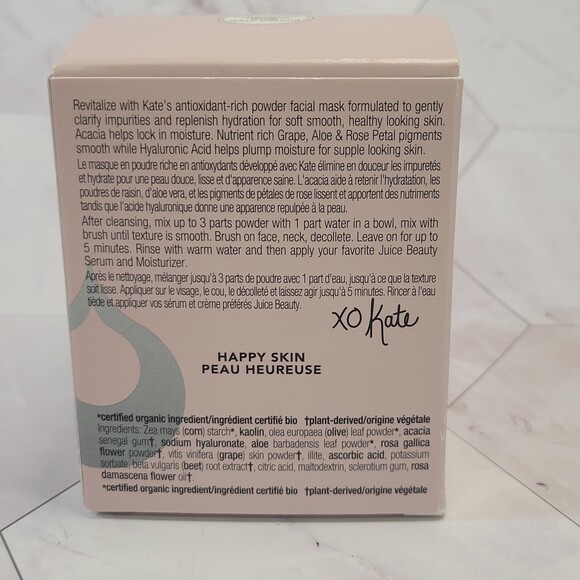 Revitalize with Kate's antioxidant-rich powder facial mask formulated to gently
clarify impurities and replenish hydration for soft smooth, healthy looking skin.
Acacia helps lock in moisture. Nutrient rich Grape, Aloe & Rose Petal pigments
smooth while Hyaluronic Acid helps plump moisture for supple looking skin.
Le masque en poudre riche en antioxydants développé avec Kate élimine en douceur les impuretés
et hydrate pour une peau douce, lisse et d'apparence saine. L'acacia aide à retenir l'hydratation, les
poudres de raisin, d'aloe vera, et les pigments de pétales de rose lissent et apportent des nutriments
tandis que l'acide hyaluronique donne une apparence repulpée à la peau.
After cleansing, mix up to 3 parts powder with 1 part water in a bowl, mix with
brush until texture is smooth. Brush on face, neck, decollete. Leave on for up to
5 minutes. Rinse with warm water and then apply your favorite Juice Beauty
Serum and Moisturizer.
Après le nettoyage, mélanger jusqu'à 3 parts de poudre avec 1 part d'eau, jusqu'à ce que la texture
soit lisse. Appliquer sur le visage, le cou, le décolleté et laissez agir jusqu'à 5 minutes. Rincer à l'eau
tiède et appliquer vos sérum et crème préférés Juice Beauty.
XO Kate
HAPPY SKIN
PEAU HEUREUSE
*certified organic ingredient/ingrédient certifié bio †plant-derived/origine végétale
Ingredients: Zea mays (corn) starch*, kaolin, olea europaea (olive) leaf powder*, acacia
senegal gum†, sodium hyaluronate, aloe barbadensis leaf powder*, rosa gallica
flower powder†, vitis vinifera (grape) skin powder†, illite, ascorbic acid, potassium
sorbate, beta vulgaris (beet) root extract†, citric acid, maltodextrin, sclerotium gum, rosa
damascena flower oil†.
*certified organic ingredient/ingrédient certifié bio †plant-derived/origine végétale